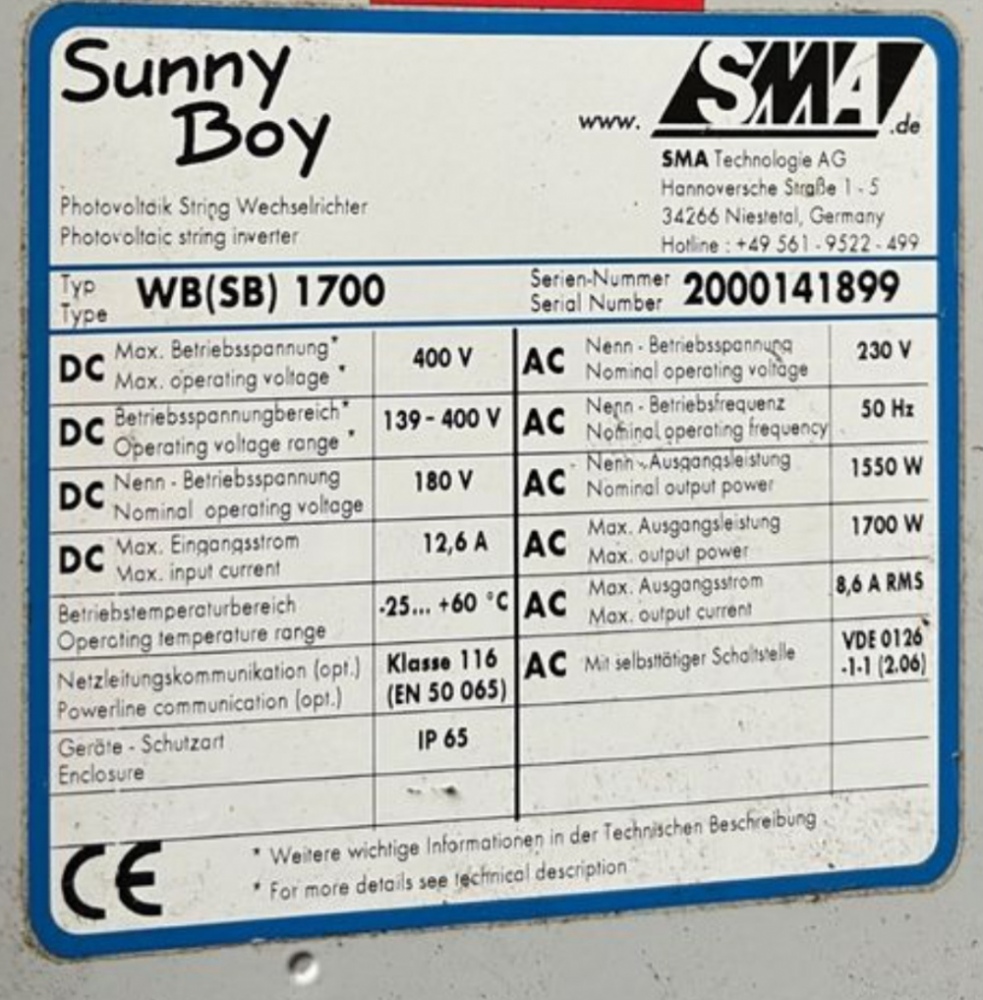 Sunny
Boy
www. SMA .de
SMA Technologie AG
Hannoversche Straße 1 - 5
34266 Niestetal, Germany
Hotline : +49 561 - 9522 - 499
Photovoltaik String Wechselrichter
Photovoltaic string inverter
Typ
Type
WB(SB) 1700
Serien-Nummer
Serial Number
2000141899
DC
Max. Betriebsspannung*
Max. operating voltage *
400 V
AC
Nenn - Betriebsspannung
Nominal operating voltage
230 V
DC
Betriebsspannungbereich*
Operating voltage range *
139 - 400 V
AC
Nenn - Betriebsfrequenz
Nominal operating frequency
50 Hz
DC
Nenn - Betriebsspannung
Nominal operating voltage
180 V
AC
Nenn - Ausgangsleistung
Nominal output power
1550 W
DC
Max. Eingangsstrom
Max. input current
12,6 A
AC
Max. Ausgangsleistung
Max. output power
1700 W
Betriebstemperaturbereich
Operating temperature range
-25... +60 °C
AC
Max. Ausgangsstrom
Max. output current
8,6 A RMS
Netzleitungskommunikation (opt.)
Powerline communication (opt.)
Klasse 116
(EN 50 065)
AC
Mit selbsttätiger Schaltstelle
VDE 0126
-1-1 (2.06)
Geräte - Schutzart
Enclosure
IP 65
CE
* Weitere wichtige Informationen in der Technischen Beschreibung
* For more details see technical description